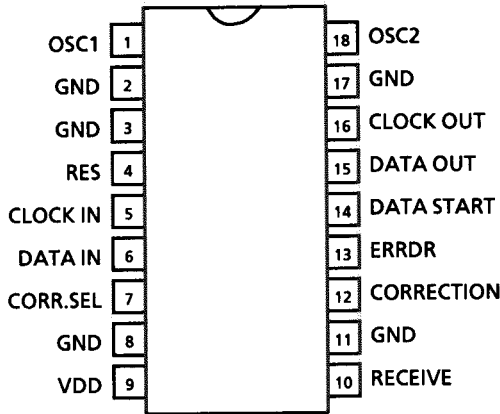 OSC1 1
GND 2
GND 3
RES 4
CLOCK IN 5
DATA IN 6
CORR.SEL 7
GND 8
VDD 9
18 OSC2
17 GND
16 CLOCK OUT
15 DATA OUT
14 DATA START
13 ERRDR
12 CORRECTION
11 GND
10 RECEIVE